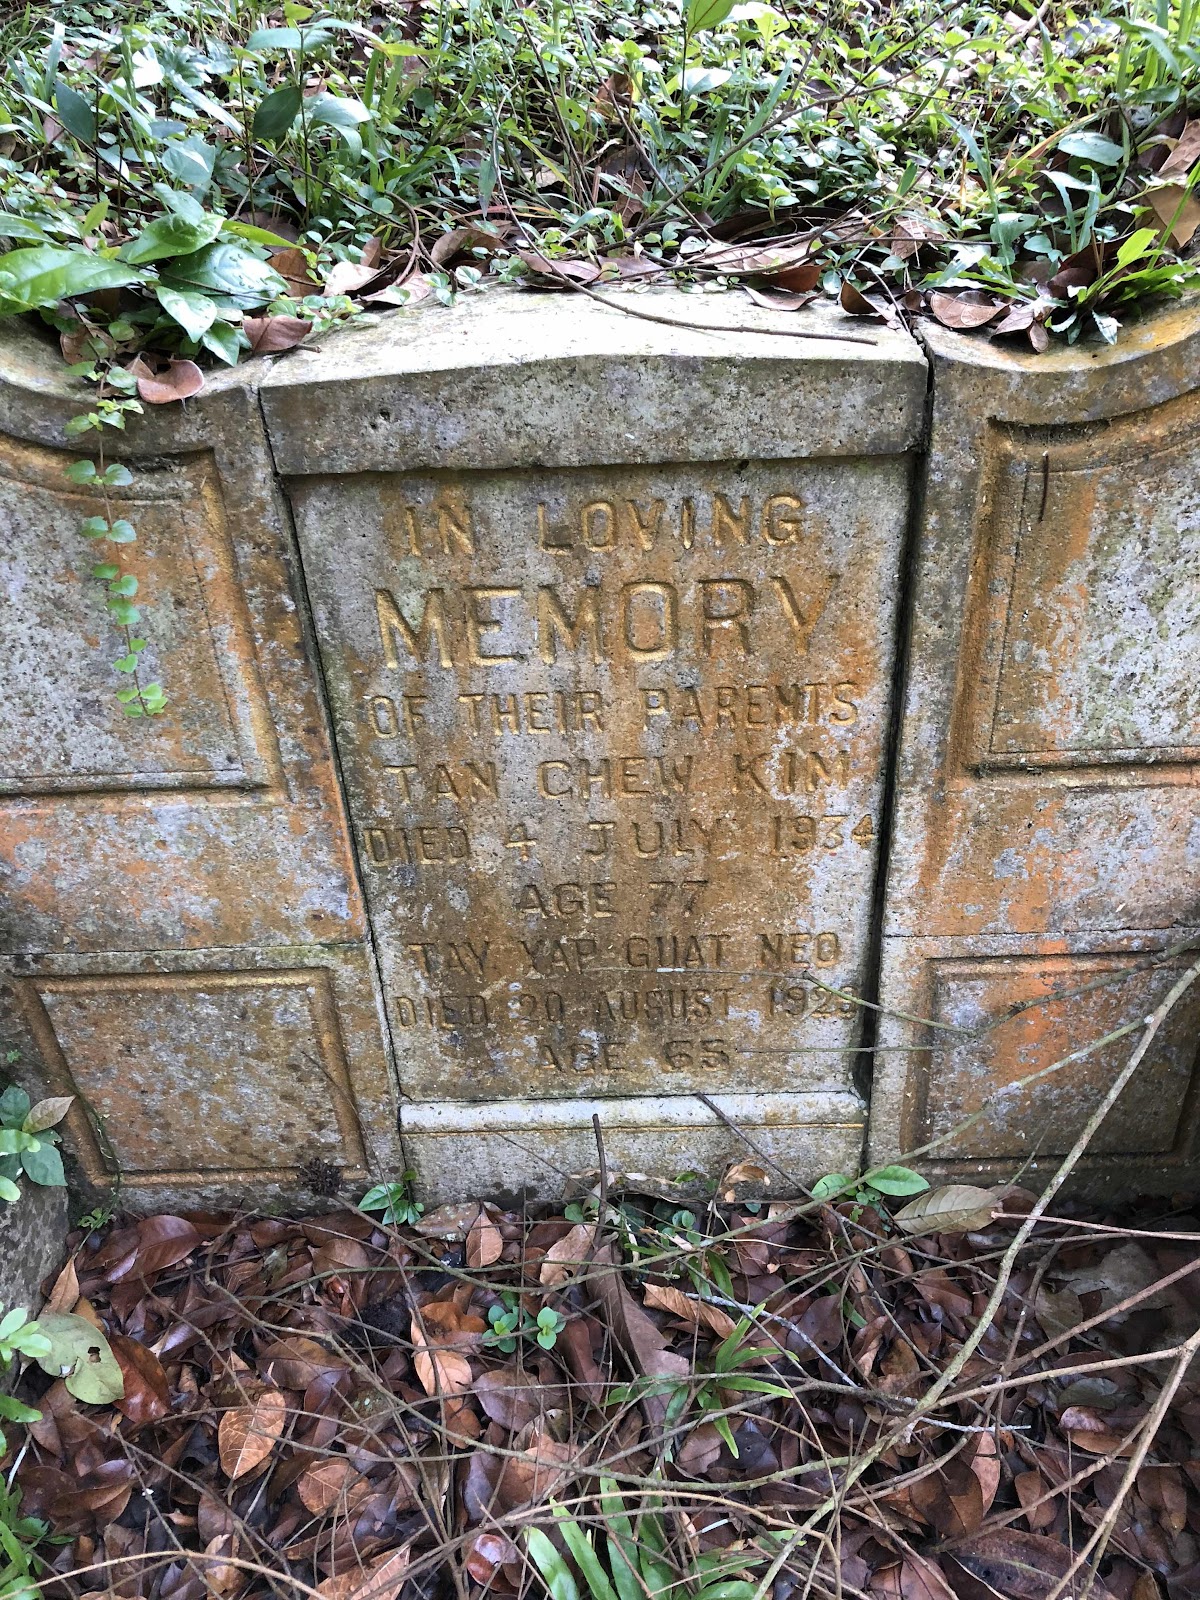 IN LOVING
MEMORY
OF THEIR PARENTS
TAN CHEW KIM
DIED 4 JULY 1934
AGE 77
TAY YAP GUAT NEO
DIED 20 AUGUST
AGE 65